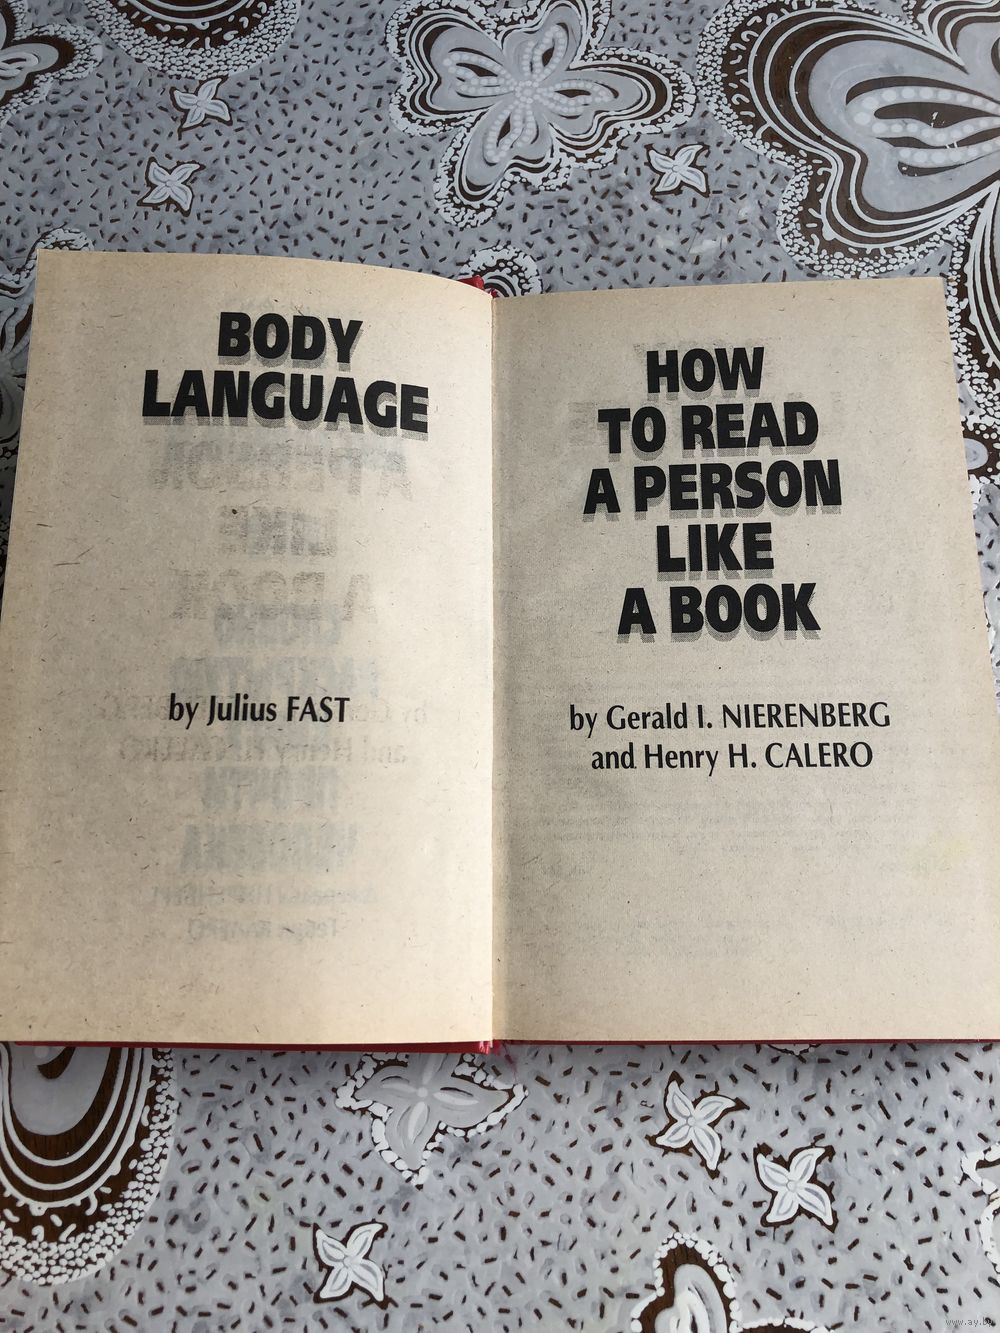 BODY
LANGUAGE
by Julius FAST
HOW
TO READ
A PERSON
LIKE
A BOOK
by Gerald I. NIERENBERG
and Henry H. CALERO